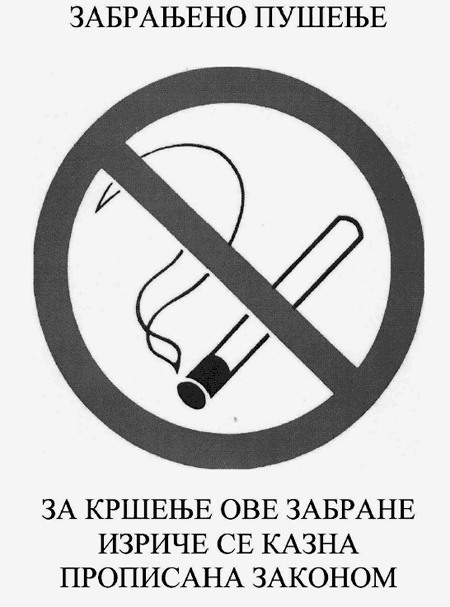 ЗАБРАЊЕНО ПУШЕЊЕ
ЗА КРШЕЊЕ ОВЕ ЗАБРАНЕ
ИЗРИЧЕ СЕ КАЗНА
ПРОПИСАНА ЗАКОНОМ